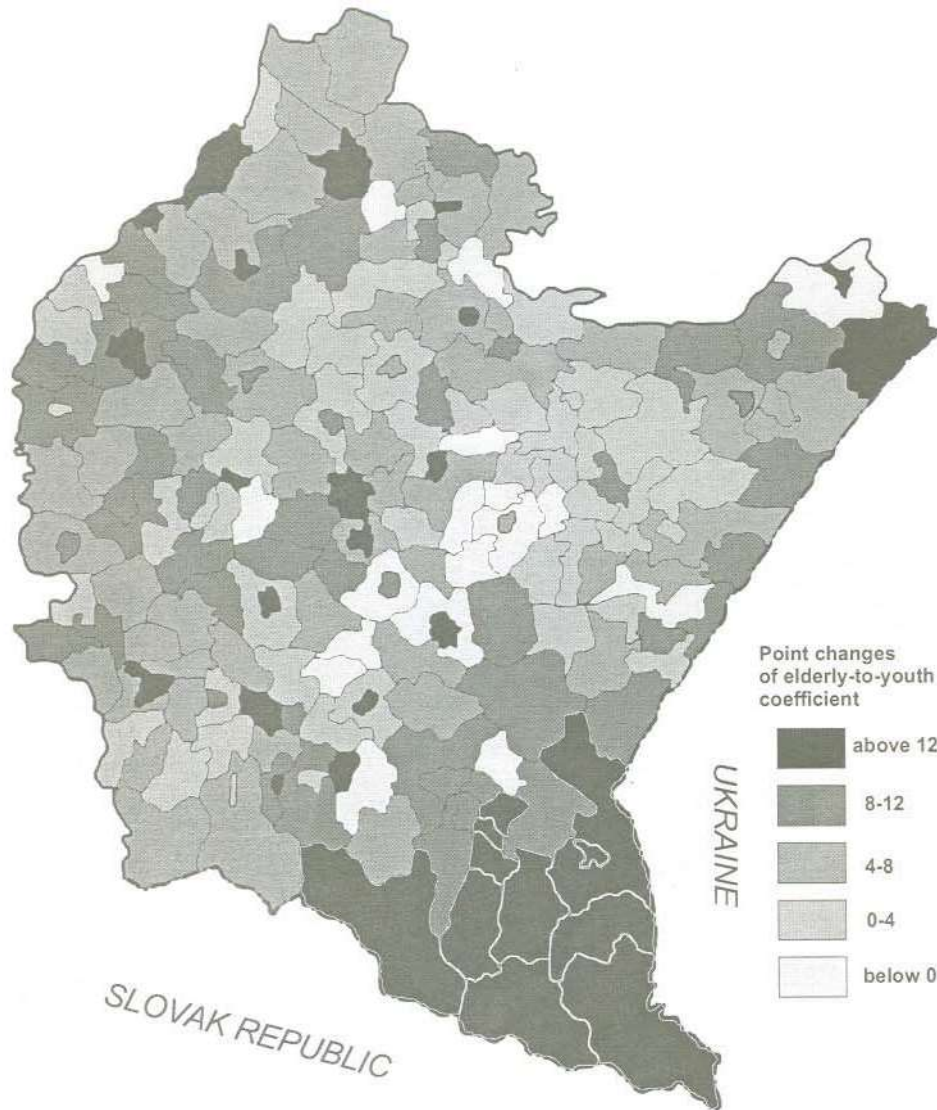 Point changes
of elderly-to-youth
coefficient
above 12
8-12
4-8
0-4
below 0
UKRAINE
SLOVAK REPUBLIC